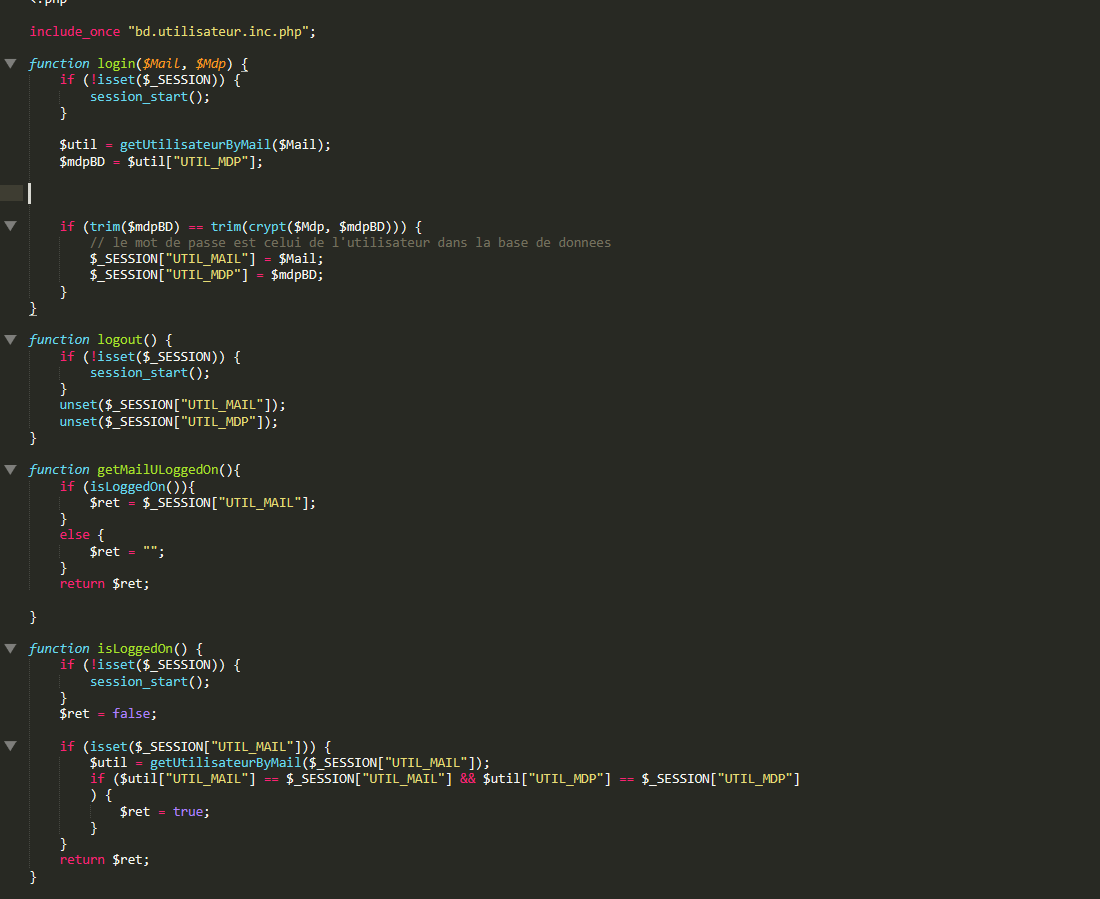 include_once "bd.utilisateur.inc.php";
function login($Mail, $Mdp) {
if (!isset($_SESSION)) {
session_start();
}
$util = getUtilisateurByMail($Mail);
$mdpBD = $util["UTIL_MDP"];
if (trim($mdpBD) == trim(crypt($Mdp, $mdpBD))) {
// le mot de passe est celui de l'utilisateur dans la base de donnees
$_SESSION["UTIL_MAIL"] = $Mail;
$_SESSION["UTIL_MDP"] = $mdpBD;
}
}
function logout() {
if (!isset($_SESSION)) {
session_start();
}
unset($_SESSION["UTIL_MAIL"]);
unset($_SESSION["UTIL_MDP"]);
}
function getMailULoggedOn(){
if (isLoggedOn()){
$ret = $_SESSION["UTIL_MAIL"];
}
else {
$ret = "";
}
return $ret;
}
function isLoggedOn() {
if (!isset($_SESSION)) {
session_start();
}
$ret = false;
if (isset($_SESSION["UTIL_MAIL"])) {
$util = getUtilisateurByMail($_SESSION["UTIL_MAIL"]);
if ($util["UTIL_MAIL"] == $_SESSION["UTIL_MAIL"] && $util["UTIL_MDP"] == $_SESSION["UTIL_MDP"]
) {
$ret = true;
}
}
return $ret;
}